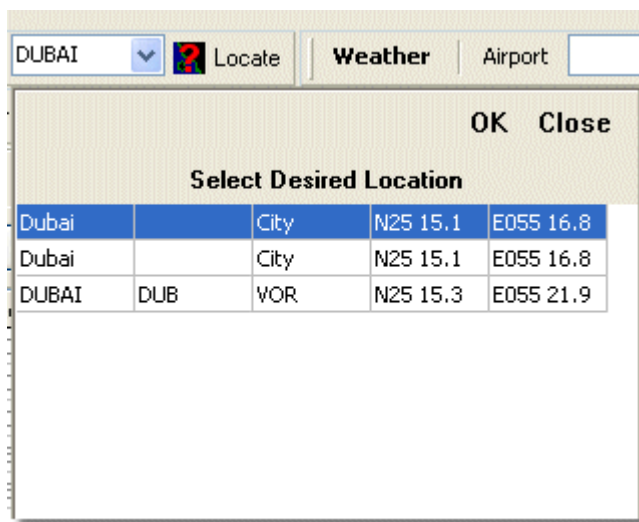 DUBAI Locate Weather Airport
OK Close
Select Desired Location
Dubai City N25 15.1 E055 16.8
Dubai City N25 15.1 E055 16.8
DUBAI DUB VOR N25 15.3 E055 21.9